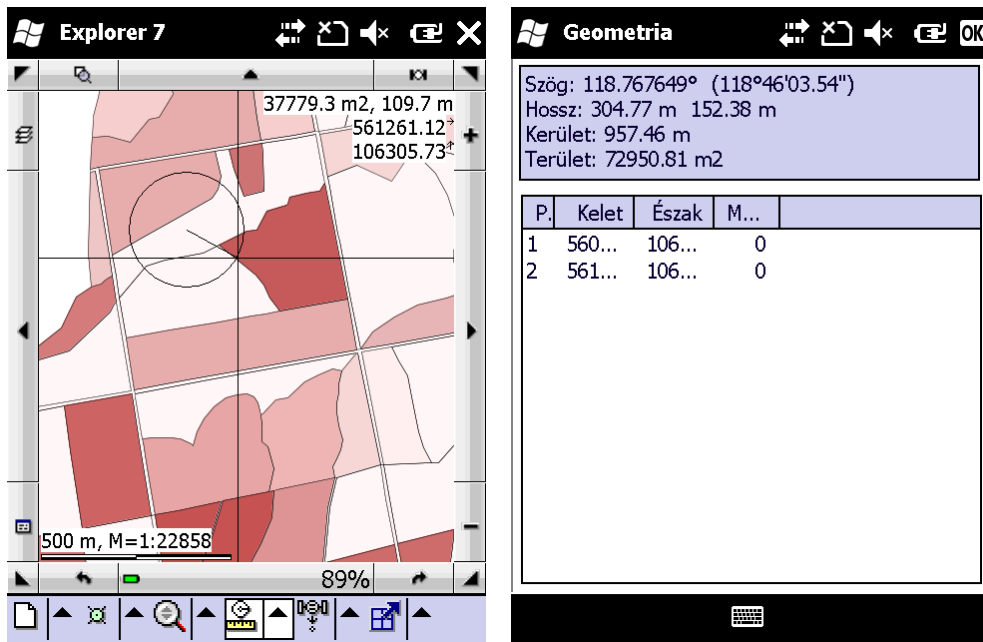 Explorer 7
37779.3 m2, 109.7 m
561261.12
106305.73
500 m, M=1:22858
89%
Geometria
OK
Szög: 118.767649° (118°46'03.54")
Hossz: 304.77 m 152.38 m
Kerület: 957.46 m
Terület: 72950.81 m2
P. Kelet Észak M...
1 560... 106... 0
2 561... 106... 0